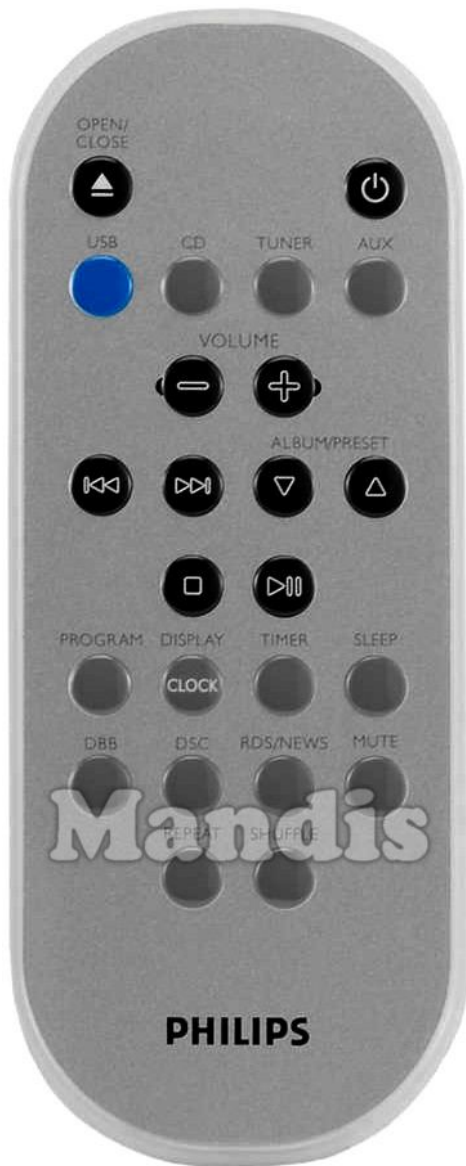 OPEN/
CLOSE
USB CD TUNER AUX
VOLUME
ALBUM/PRESET
PROGRAM DISPLAY TIMER SLEEP
CLOCK
DBB DSC RDS/NEWS MUTE
Mandis
REPEAT SHUFFLE
PHILIPS